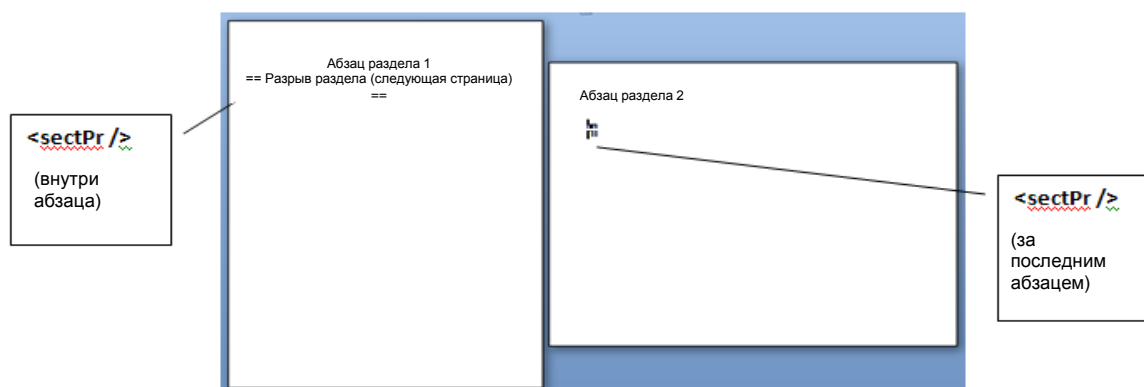 Абзац раздела 1
== Разрыв раздела (следующая страница)
==
Абзац раздела 2
<sectPr />
(внутри
абзаца)
<sectPr />
(за
последним
абзацем)